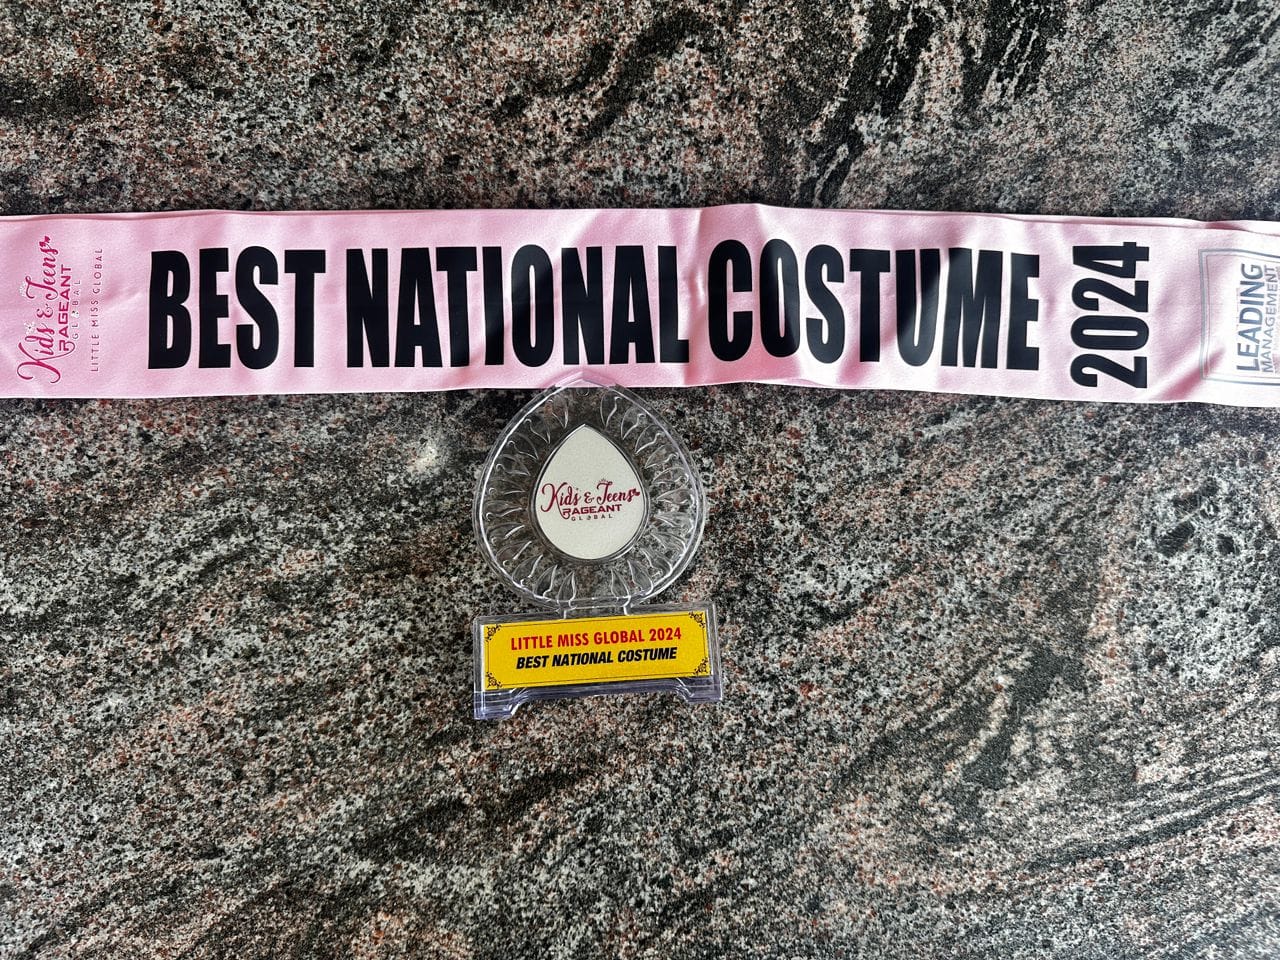 Kids & Teens
PAGEANT
GLOBAL
LITTLE MISS GLOBAL
BEST NATIONAL COSTUME
2024
LEADING
MANAGEMENT
Kids & Teens
PAGEANT
GLOBAL
LITTLE MISS GLOBAL 2024
BEST NATIONAL COSTUME